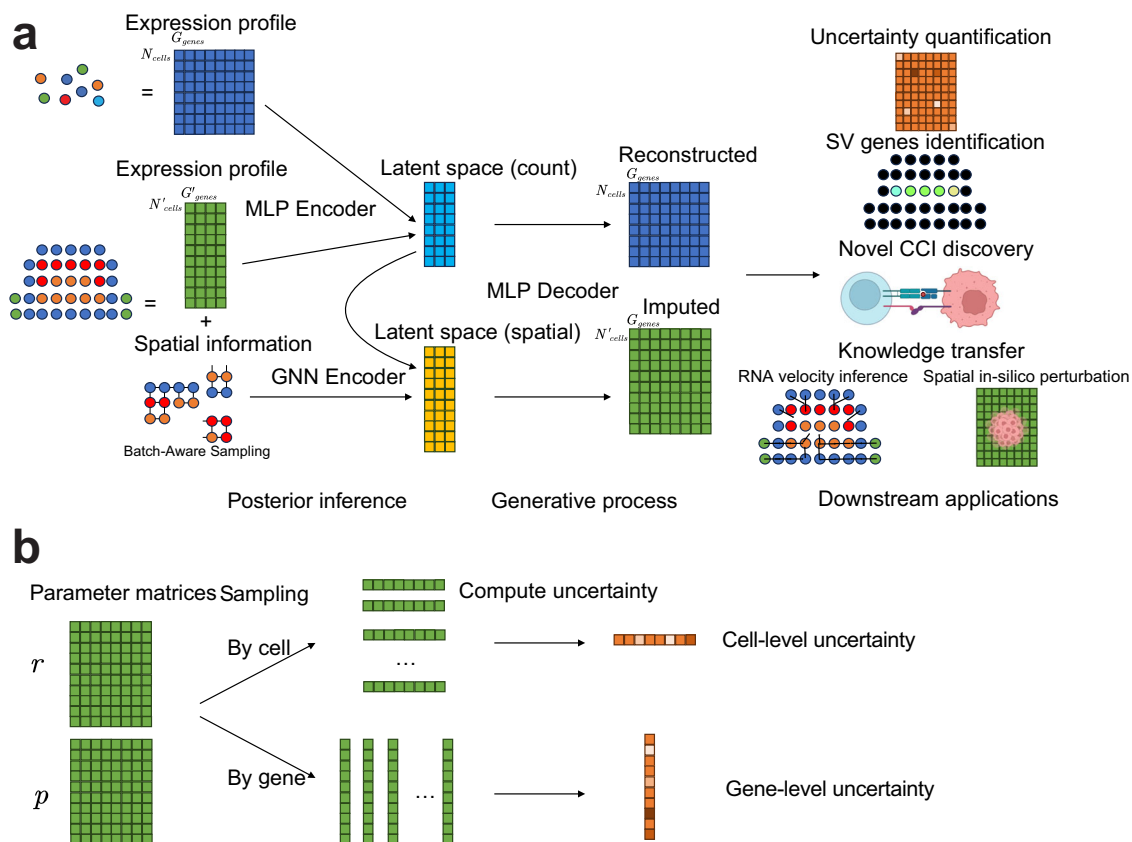 a
Expression profile
G_genes
N_cells
=
Expression profile
G'_genes
N'_cells
MLP Encoder
=
+
Spatial information
GNN Encoder
Batch-Aware Sampling
Latent space (count)
Latent space (spatial)
Reconstructed
G_genes
N_cells
MLP Decoder
Imputed
G_genes
N'_cells
Uncertainty quantification
SV genes identification
Novel CCI discovery
Knowledge transfer
RNA velocity inference
Spatial in-silico perturbation
Posterior inference
Generative process
Downstream applications
b
Parameter matrices
Sampling
Compute uncertainty
r
By cell
...
Cell-level uncertainty
p
By gene
...
Gene-level uncertainty